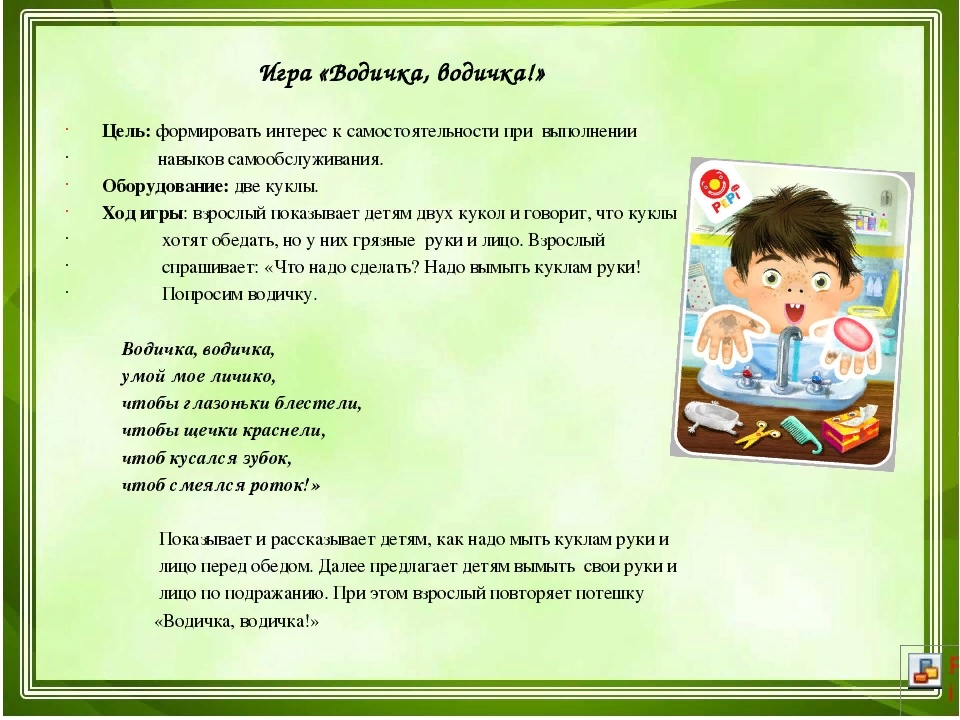 Игра «Водичка, водичка!»
Цель: формировать интерес к самостоятельности при выполнении
навыков самообслуживания.
Оборудование: две куклы.
Ход игры: взрослый показывает детям двух кукол и говорит, что куклы
хотят обедать, но у них грязные руки и лицо. Взрослый
спрашивает: «Что надо сделать? Надо вымыть куклам руки!
Попросим водичку.
Водичка, водичка,
умой мое личико,
чтобы глазоньки блестели,
чтобы щечки краснели,
чтоб кусался зубок,
чтоб смеялся роток!»
Показывает и рассказывает детям, как надо мыть куклам руки и
лицо перед обедом. Далее предлагает детям вымыть свои руки и
лицо по подражанию. При этом взрослый повторяет потешку
«Водичка, водичка!»
PEPI